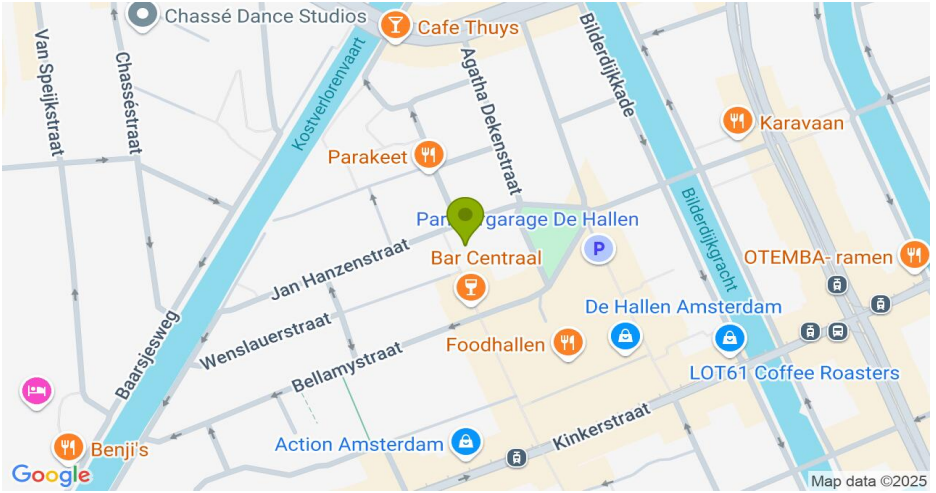 Chassé Dance Studios
Cafe Thuys
Van Speijkstraat
Chasséstraat
Kostverlorenvaart
Agatha Dekenstraat
Bilderdijkkade
Karavaan
Parakeet
Bilderdijkgracht
garage De Hallen
Jan Hanzenstraat
Bar Centraal
OTEMBA- ramen
De Hallen Amsterdam
Wenslauerstraat
Baarsjesweg
Foodhallen
Bellamystraat
LOT61 Coffee Roasters
P
Kinkerstraat
Action Amsterdam
Benji's
Google
Map data ©2025